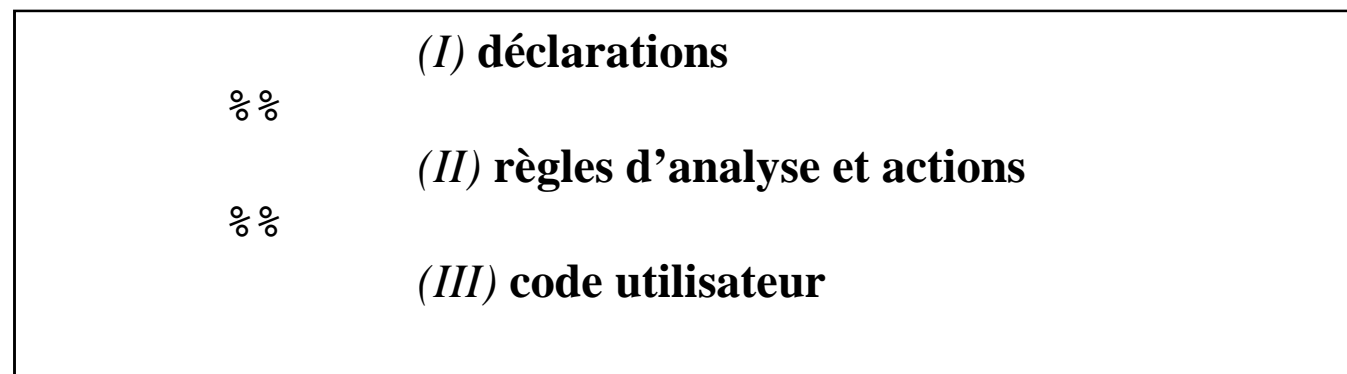 (I) déclarations
%%
(II) règles d’analyse et actions
%%
(III) code utilisateur